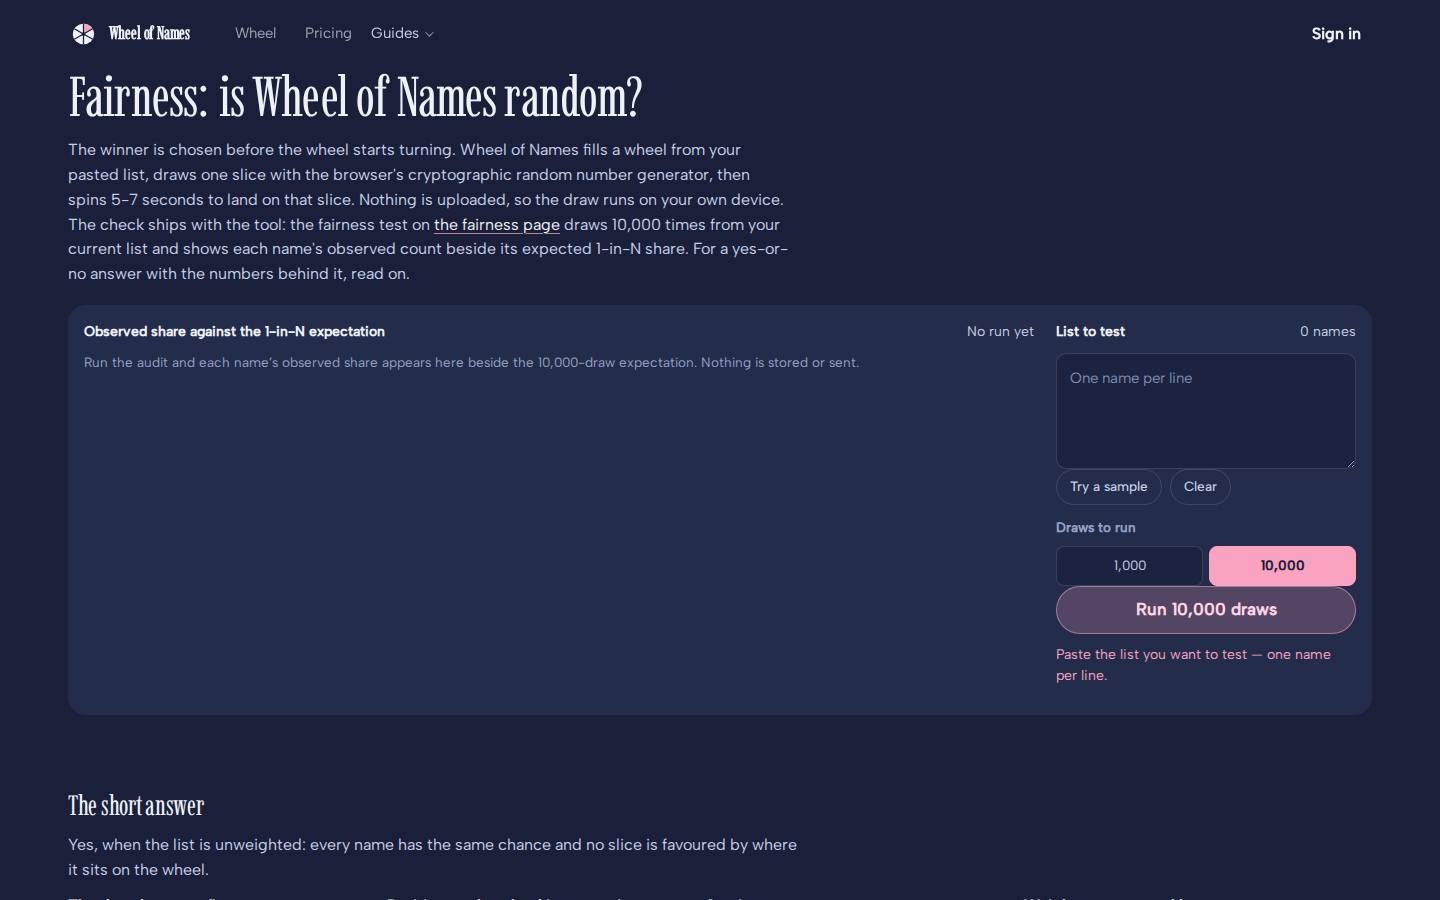 Wheel of Names
Wheel
Pricing
Guides
Sign in
Fairness: is Wheel of Names random?
The winner is chosen before the wheel starts turning. Wheel of Names fills a wheel from your
pasted list, draws one slice with the browser's cryptographic random number generator, then
spins 5-7 seconds to land on that slice. Nothing is uploaded, so the draw runs on your own device.
The check ships with the tool: the fairness test on the fairness page draws 10,000 times from your
current list and shows each name's observed count beside its expected 1-in-N share. For a yes-or-
no answer with the numbers behind it, read on.
Observed share against the 1-in-N expectation
No run yet
Run the audit and each name's observed share appears here beside the 10,000-draw expectation. Nothing is stored or sent.
List to test
0 names
One name per line
Try a sample
Clear
Draws to run
1,000
10,000
Run 10,000 draws
Paste the list you want to test — one name
per line.
The short answer
Yes, when the list is unweighted: every name has the same chance and no slice is favoured by where
it sits on the wheel.